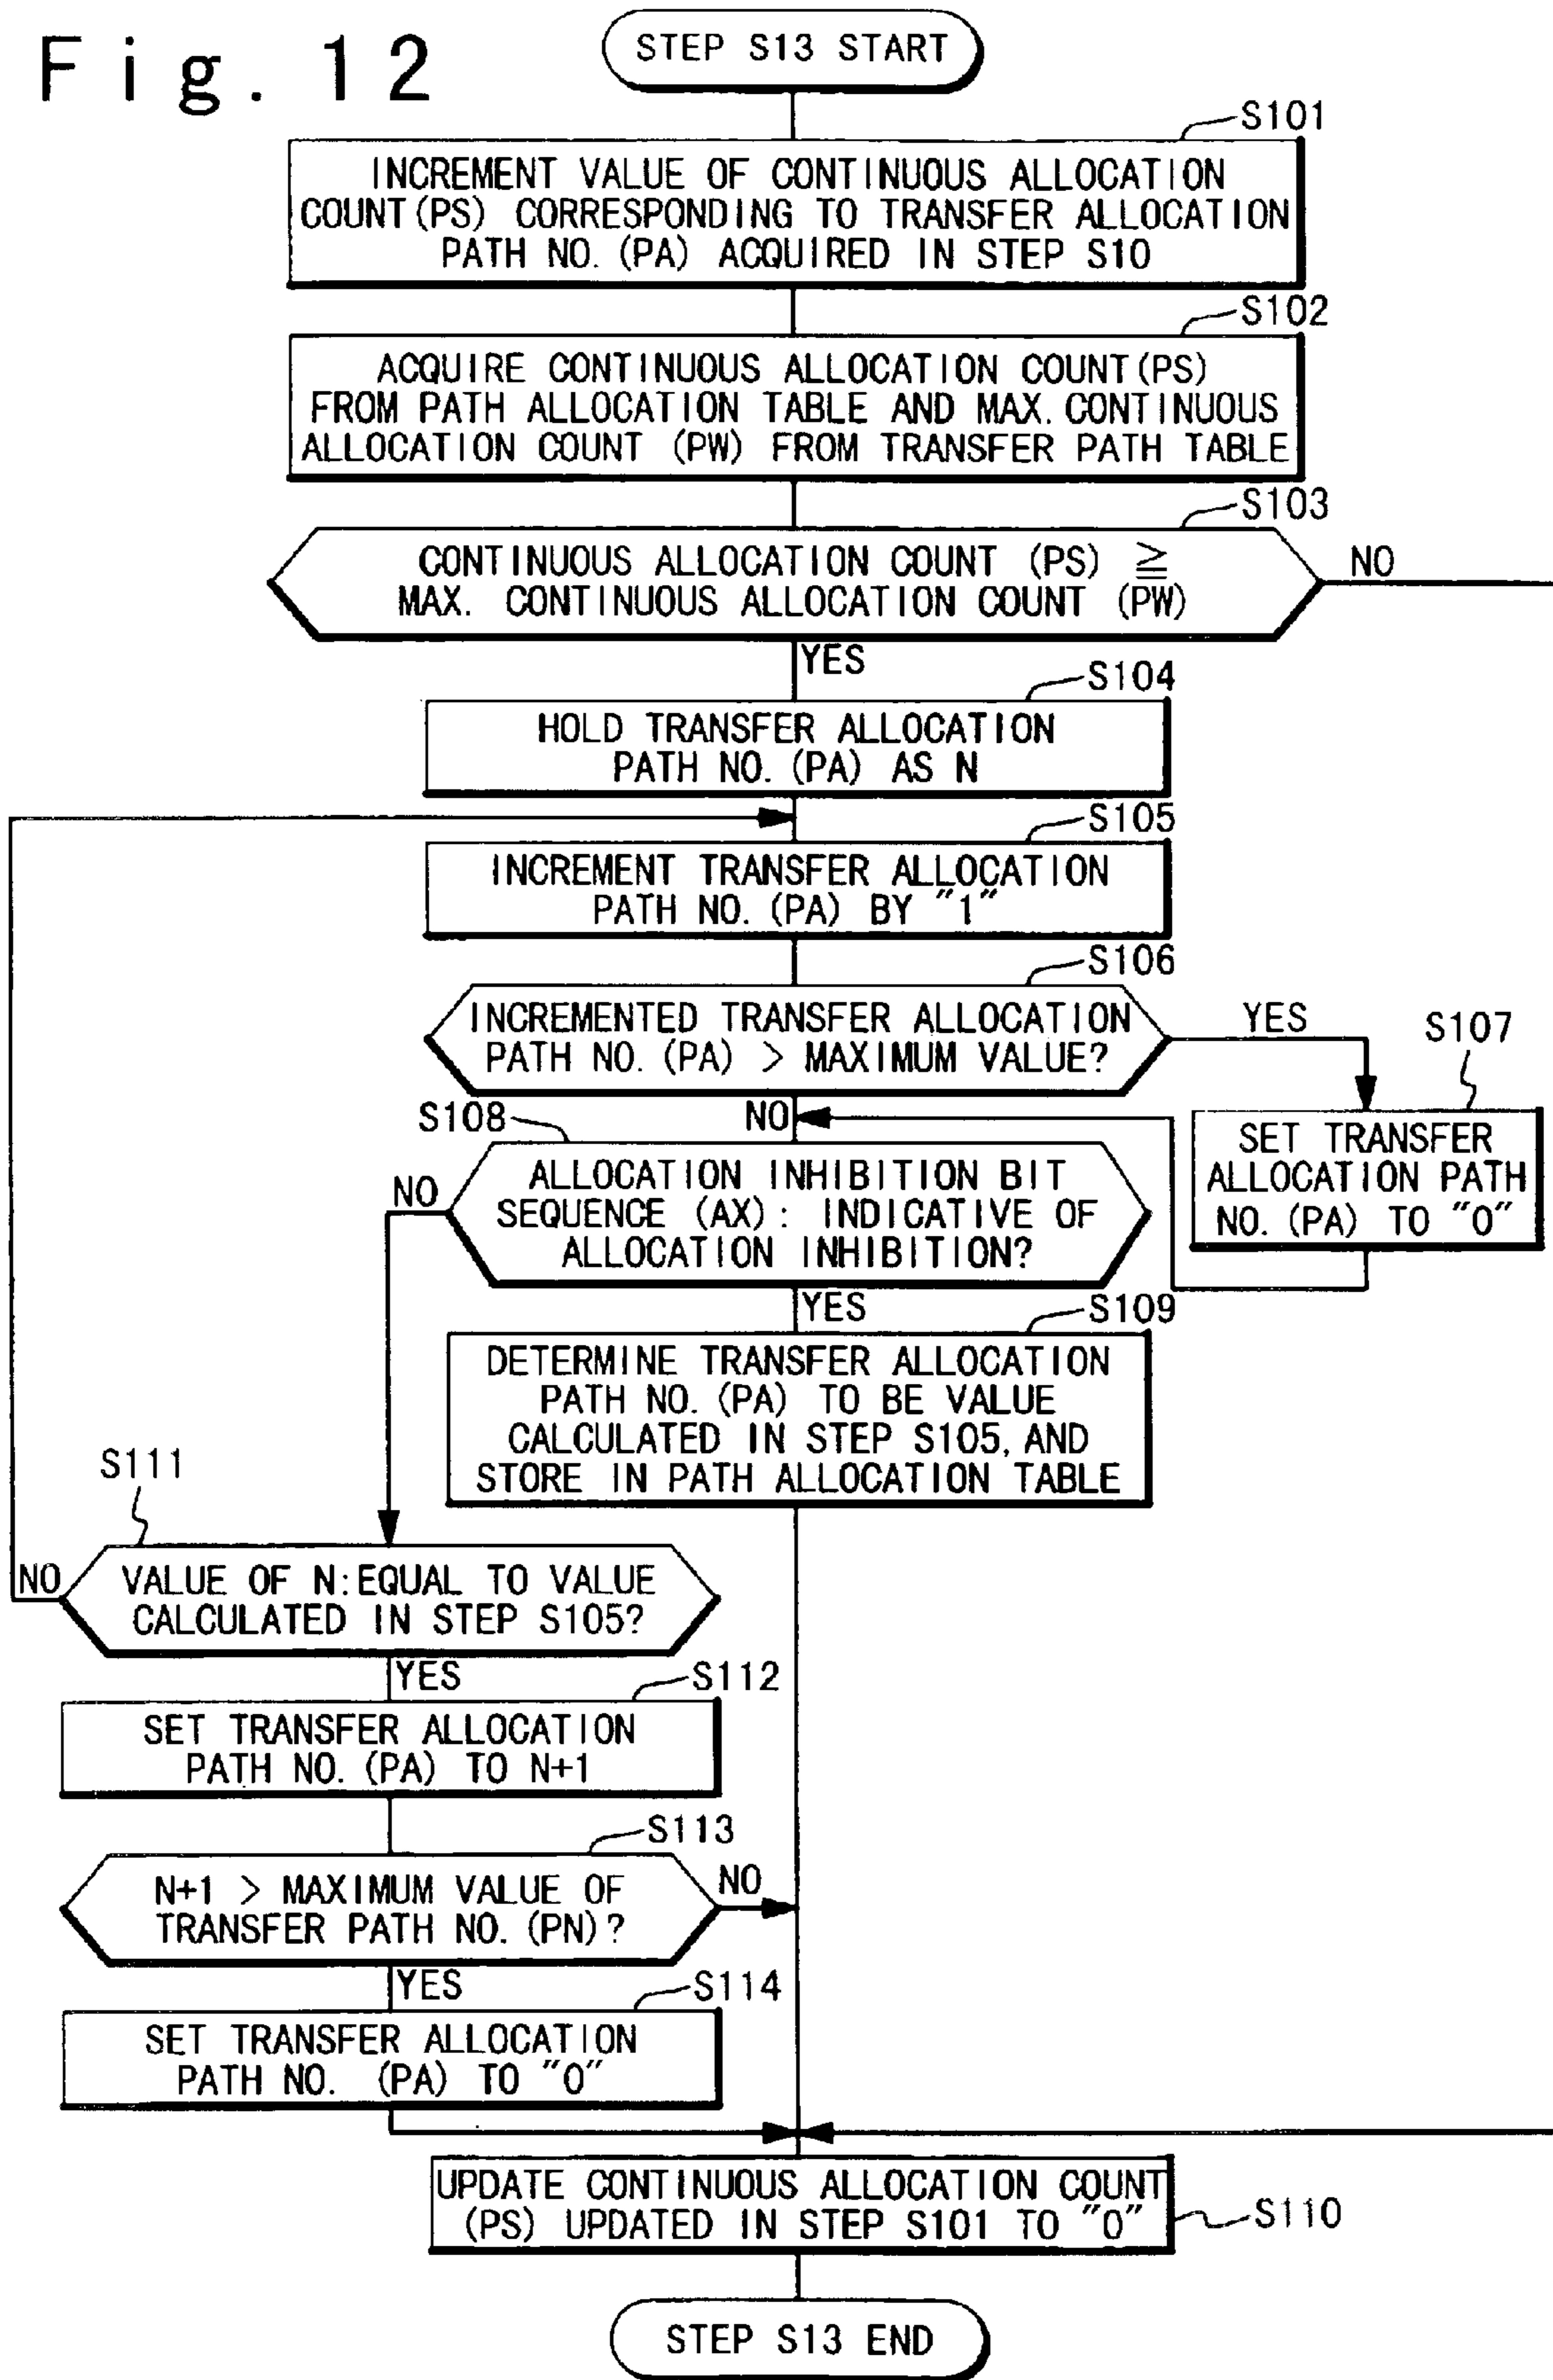 Fig. 12
STEP S13 START
S101
INCREMENT VALUE OF CONTINUOUS ALLOCATION
COUNT(PS) CORRESPONDING TO TRANSFER ALLOCATION
PATH NO. (PA) ACQUIRED IN STEP S10
S102
ACQUIRE CONTINUOUS ALLOCATION COUNT(PS)
FROM PATH ALLOCATION TABLE AND MAX. CONTINUOUS
ALLOCATION COUNT (PW) FROM TRANSFER PATH TABLE
S103
CONTINUOUS ALLOCATION COUNT (PS) ≧
MAX. CONTINUOUS ALLOCATION COUNT (PW)
NO
YES
S104
HOLD TRANSFER ALLOCATION
PATH NO. (PA) AS N
S105
INCREMENT TRANSFER ALLOCATION
PATH NO. (PA) BY "1"
S106
INCREMENTED TRANSFER ALLOCATION
PATH NO. (PA) > MAXIMUM VALUE?
YES
S107
SET TRANSFER
ALLOCATION PATH
NO. (PA) TO "0"
NO
S108
ALLOCATION INHIBITION BIT
SEQUENCE (AX): INDICATIVE OF
ALLOCATION INHIBITION?
NO
YES
S109
DETERMINE TRANSFER ALLOCATION
PATH NO. (PA) TO BE VALUE
CALCULATED IN STEP S105, AND
STORE IN PATH ALLOCATION TABLE
S111
VALUE OF N:EQUAL TO VALUE
CALCULATED IN STEP S105?
NO
YES
S112
SET TRANSFER ALLOCATION
PATH NO. (PA) TO N+1
S113
N+1 > MAXIMUM VALUE OF
TRANSFER PATH NO. (PN)?
NO
YES
S114
SET TRANSFER ALLOCATION
PATH NO. (PA) TO "0"
UPDATE CONTINUOUS ALLOCATION COUNT
(PS) UPDATED IN STEP S101 TO "0"
S110
STEP S13 END